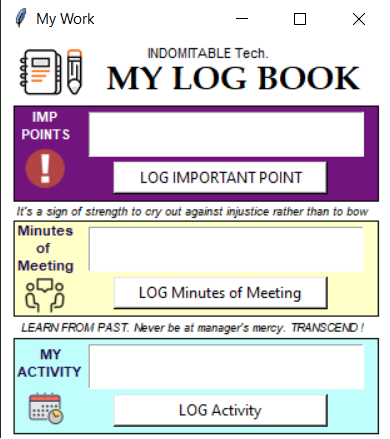 My Work
INDOMITABLE Tech.
MY LOG BOOK
IMP
POINTS
LOG IMPORTANT POINT
It's a sign of strength to cry out against injustice rather than to bow
Minutes
of
Meeting
LOG Minutes of Meeting
LEARN FROM PAST. Never be at manager's mercy. TRANSCEND !
MY
ACTIVITY
LOG Activity